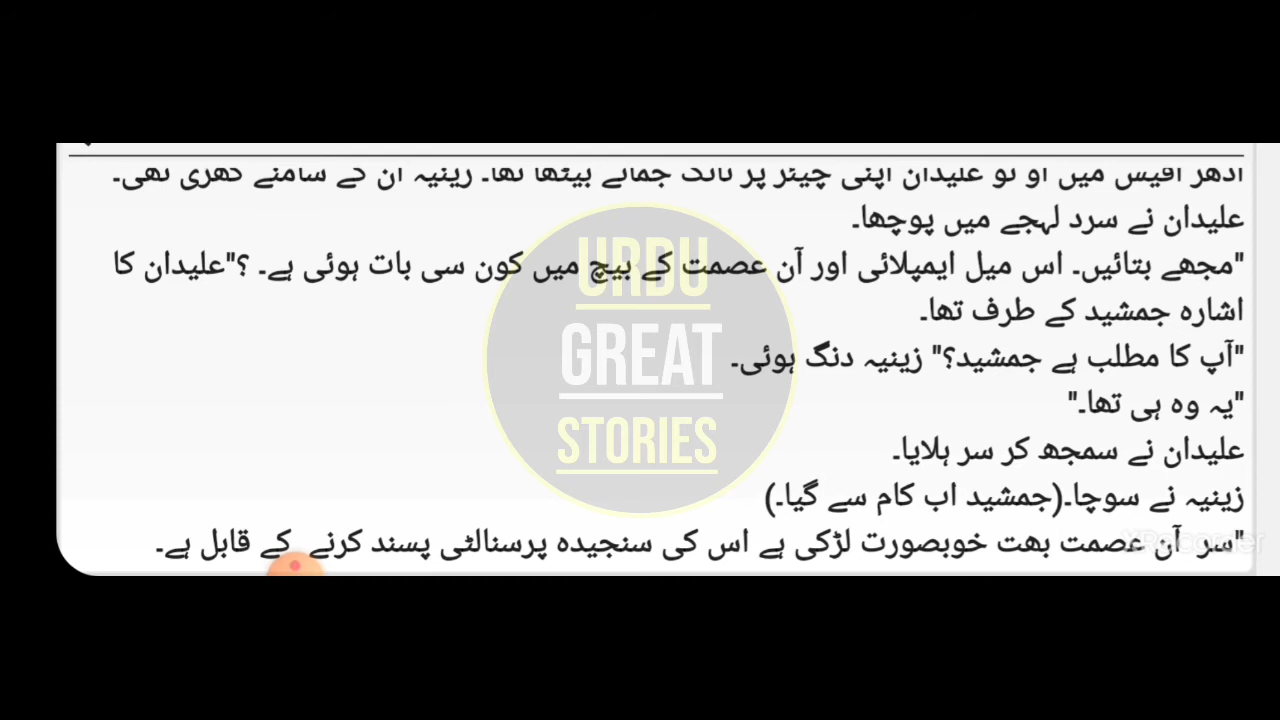 ادھر آفیس میں او تو علیدان اپنی چیئر پر ٹانگ جمائے بیٹھا تھا۔ زینیہ ان کے سامنے کھڑی تھی۔
علیدان نے سرد لہجے میں پوچھا۔
"مجھے بتائیں۔ اس میل ایمپلائی اور آن عصمت کے بیچ میں کون سی بات ہوئی ہے۔ ؟"علیدان کا
اشارہ جمشید کے طرف تھا۔
"آپ کا مطلب ہے جمشید؟" زینیہ دنگ ہوئی۔
"یہ وہ ہی تھا۔"
علیدان نے سمجھ کر سر ہلایا۔
زینیہ نے سوچا۔(جمشید اب کام سے گیا۔)
"سر آن عصمت بھت خوبصورت لڑکی ہے اس کی سنجیدہ پرسنالٹی پسند کرنے کے قابل ہے۔
URDU
GREAT
STORIES
XRecorder